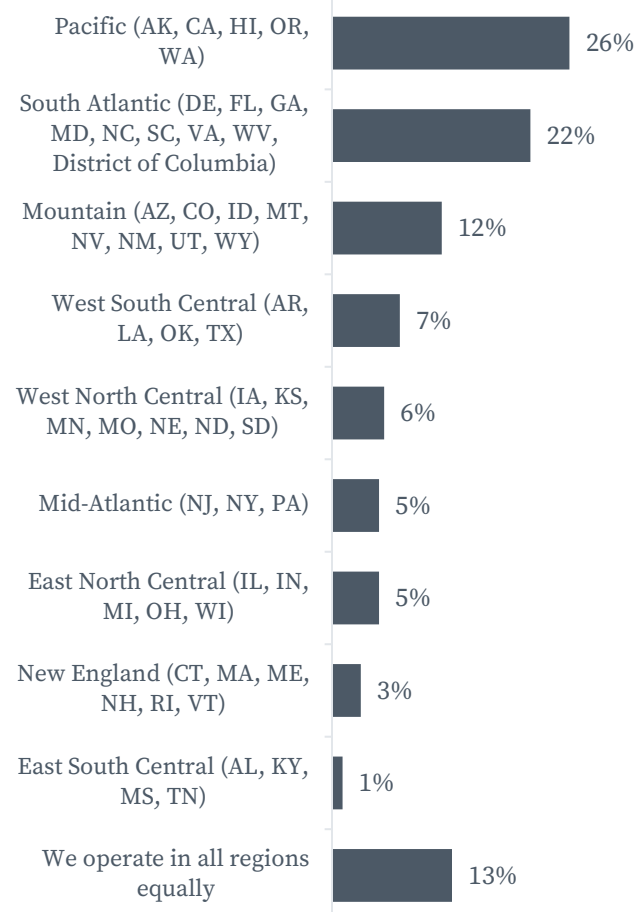 Pacific (AK, CA, HI, OR,
WA)
26%
South Atlantic (DE, FL, GA,
MD, NC, SC, VA, WV,
District of Columbia)
22%
Mountain (AZ, CO, ID, MT,
NV, NM, UT, WY)
12%
West South Central (AR,
LA, OK, TX)
7%
West North Central (IA, KS,
MN, MO, NE, ND, SD)
6%
Mid-Atlantic (NJ, NY, PA)
5%
East North Central (IL, IN,
MI, OH, WI)
5%
New England (CT, MA, ME,
NH, RI, VT)
3%
East South Central (AL, KY,
MS, TN)
1%
We operate in all regions
equally
13%